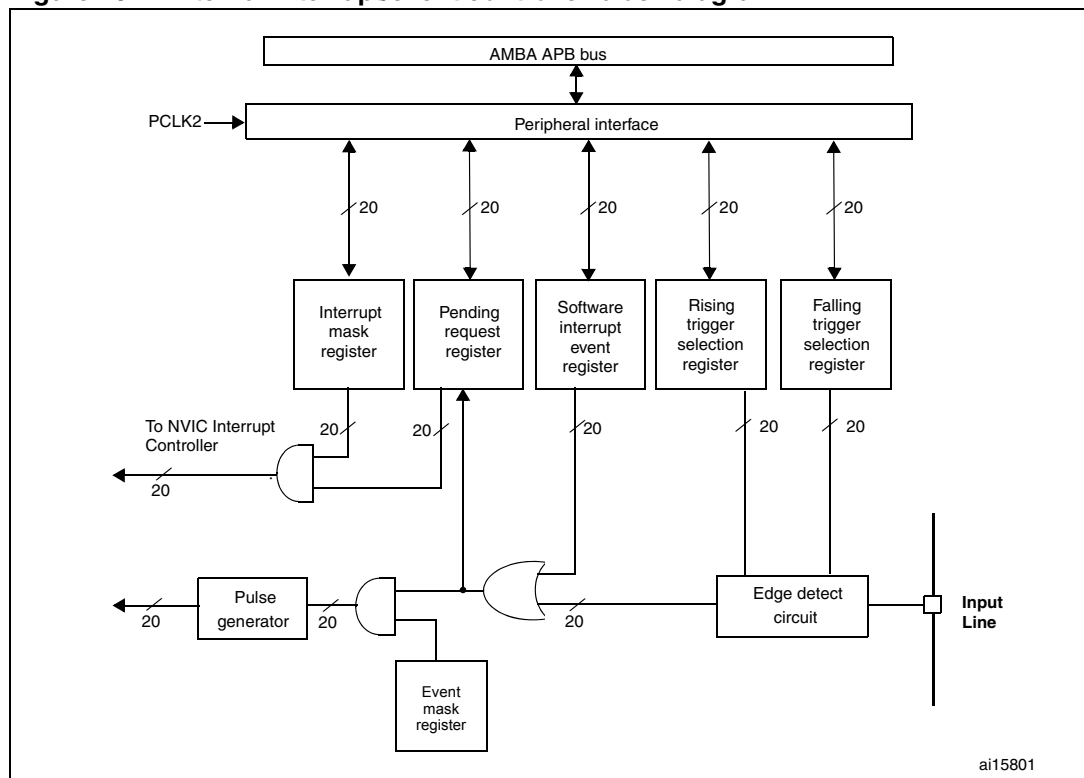 AMBA APB bus
PCLK2
Peripheral interface
20
20
20
20
20
Interrupt
mask
register
Pending
request
register
Software
interrupt
event
register
Rising
trigger
selection
register
Falling
trigger
selection
register
To NVIC Interrupt
Controller
20
20
20
20
20
20
Pulse
generator
20
20
20
Edge detect
circuit
Input
Line
Event
mask
register
ai15801